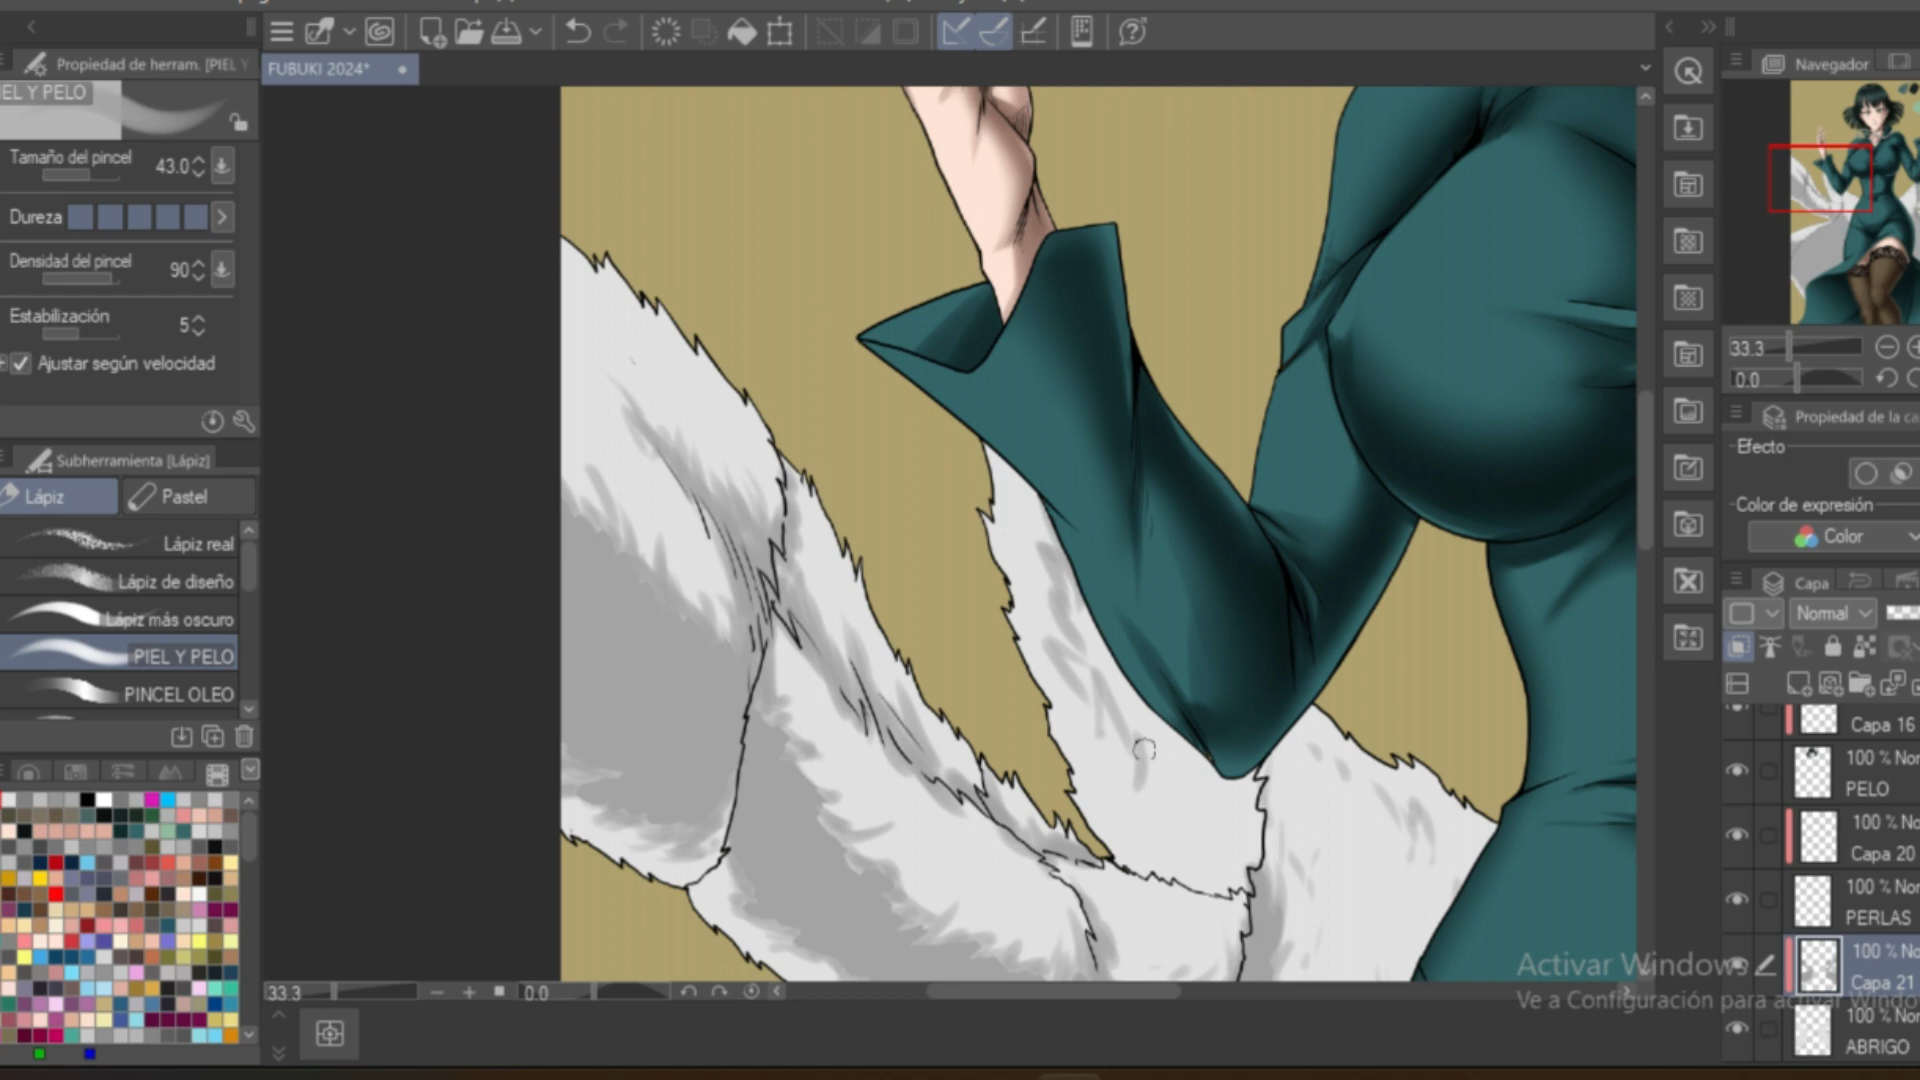 FUBUKI 2024*
Propiedad de herram. [PIEL Y
EL Y PELO
Tamaño del pincel
43.0
Dureza
Densidad del pincel
90
Estabilización
5
Ajustar según velocidad
Subherramienta [Lápiz]
Lápiz
Pastel
Lápiz real
Lápiz de diseño
Lápiz más oscuro
PIEL Y PELO
PINCEL OLEO
33.3
0.0
Navegador
33.3
0.0
Propiedad de la ca
Efecto
Color de expresión
Color
Capa
Normal
Capa 16
100 % Nor
PELO
100 % No
Capa 20
100 % Nor
PERLAS
100 % No
Capa 21
100 % Nor
ABRIGO
Activar Windows
Ve a Configuración para activar Windows